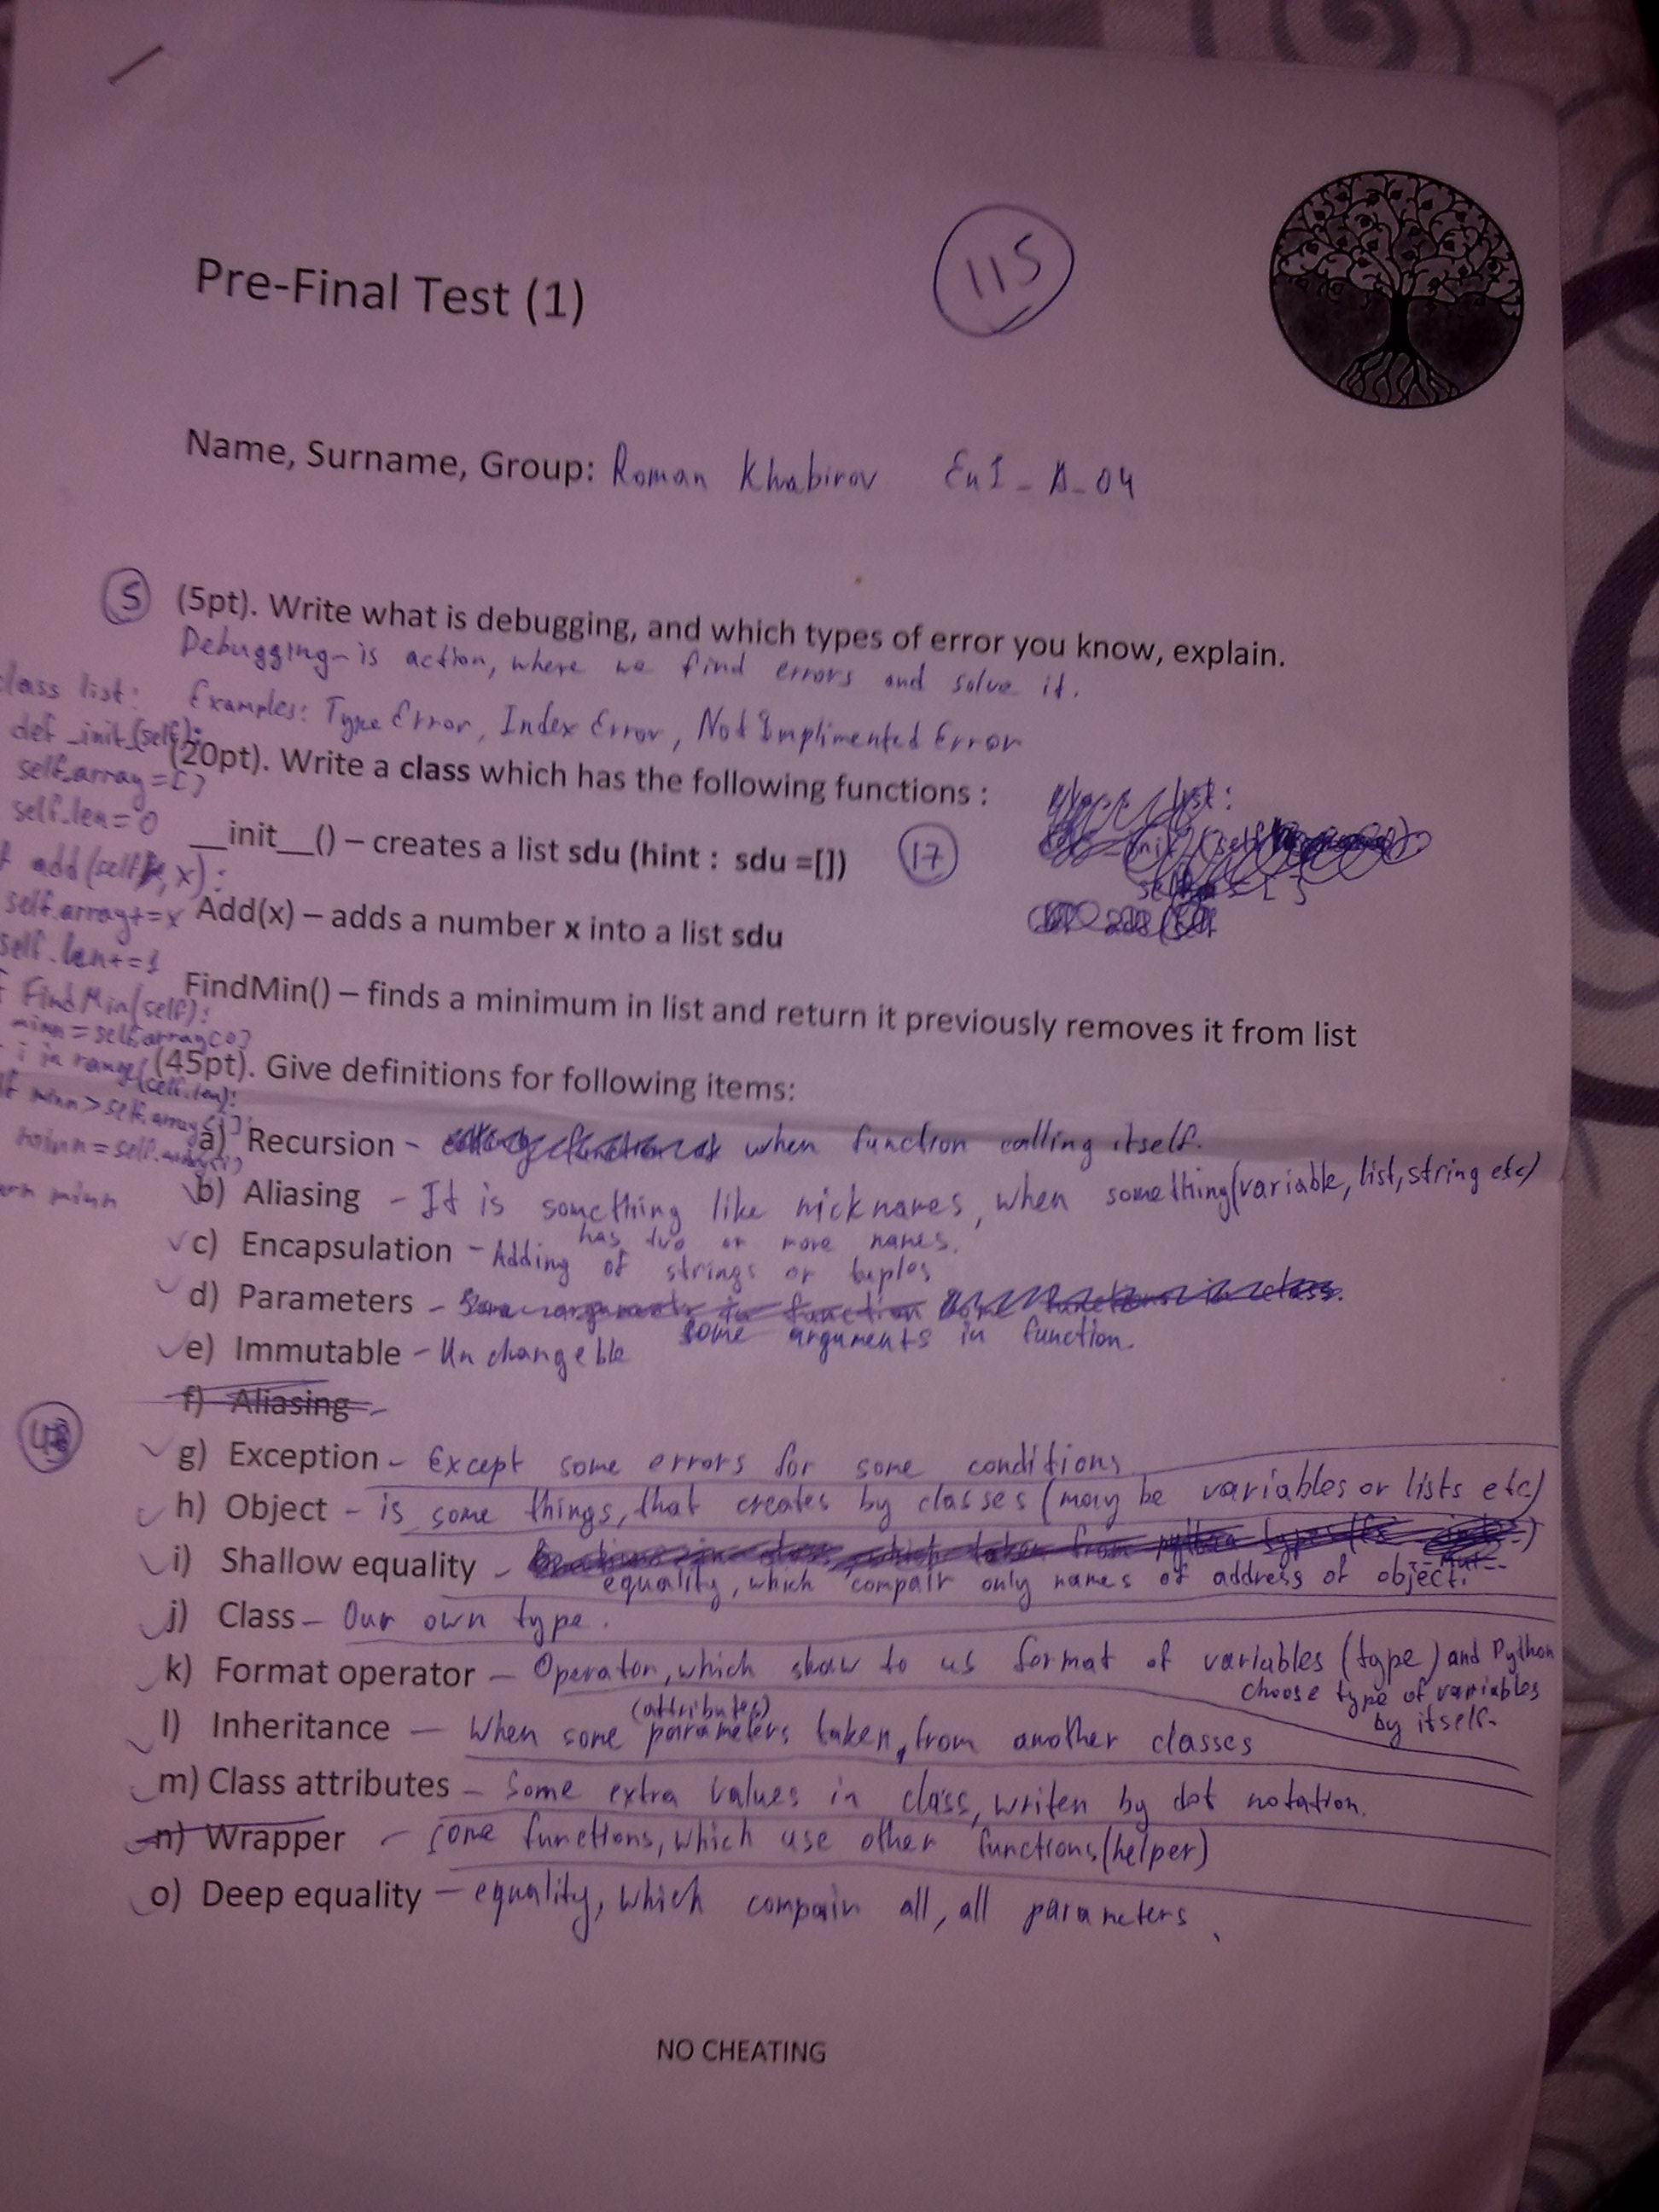 115
Pre-Final Test (1)
Name, Surname, Group: Roman Khabirov EnI_A_04
5 (5pt). Write what is debugging, and which types of error you know, explain.
Debugging - is action, where we find errors and solve it.
Examples: Type Error, Index Error, Not Implimented Error
class list:
def _init_(self):
self.array=[]
self.len=0
add(self, x):
self.array+=x
self.len+=1
FindMin(self):
minn=self.array[0]
i in range(self.len):
if minn>self.array[i]:
minn=self.array[i]
minn
(20pt). Write a class which has the following functions :
list:
__init__() – creates a list sdu (hint : sdu =[]) 17
Add(x) – adds a number x into a list sdu
FindMin() – finds a minimum in list and return it previously removes it from list
(45pt). Give definitions for following items:
a) Recursion - when function calling itself.
b) Aliasing - It is something like nicknames, when something(variable, list, string etc)
has two or more names.
c) Encapsulation - Adding of strings or tuples
d) Parameters - Some arguments in function
some arguments in function.
e) Immutable - Unchangeble
f) Aliasing -
g) Exception - Except some errors for some conditions
h) Object - is some things, that creates by classes (may be variables or lists etc)
i) Shallow equality -
equality, which compair only names of address of object.
j) Class - Our own type.
k) Format operator - Operator, which show to us format of variables (type) and Python
choose type of variables
by itself.
(attributes)
l) Inheritance - When some parameters taken, from another classes
m) Class attributes - Some extra values in class, writen by dot notation.
n) Wrapper - some functions, which use other functions(helper)
o) Deep equality - equality, which compair all, all parameters.
NO CHEATING